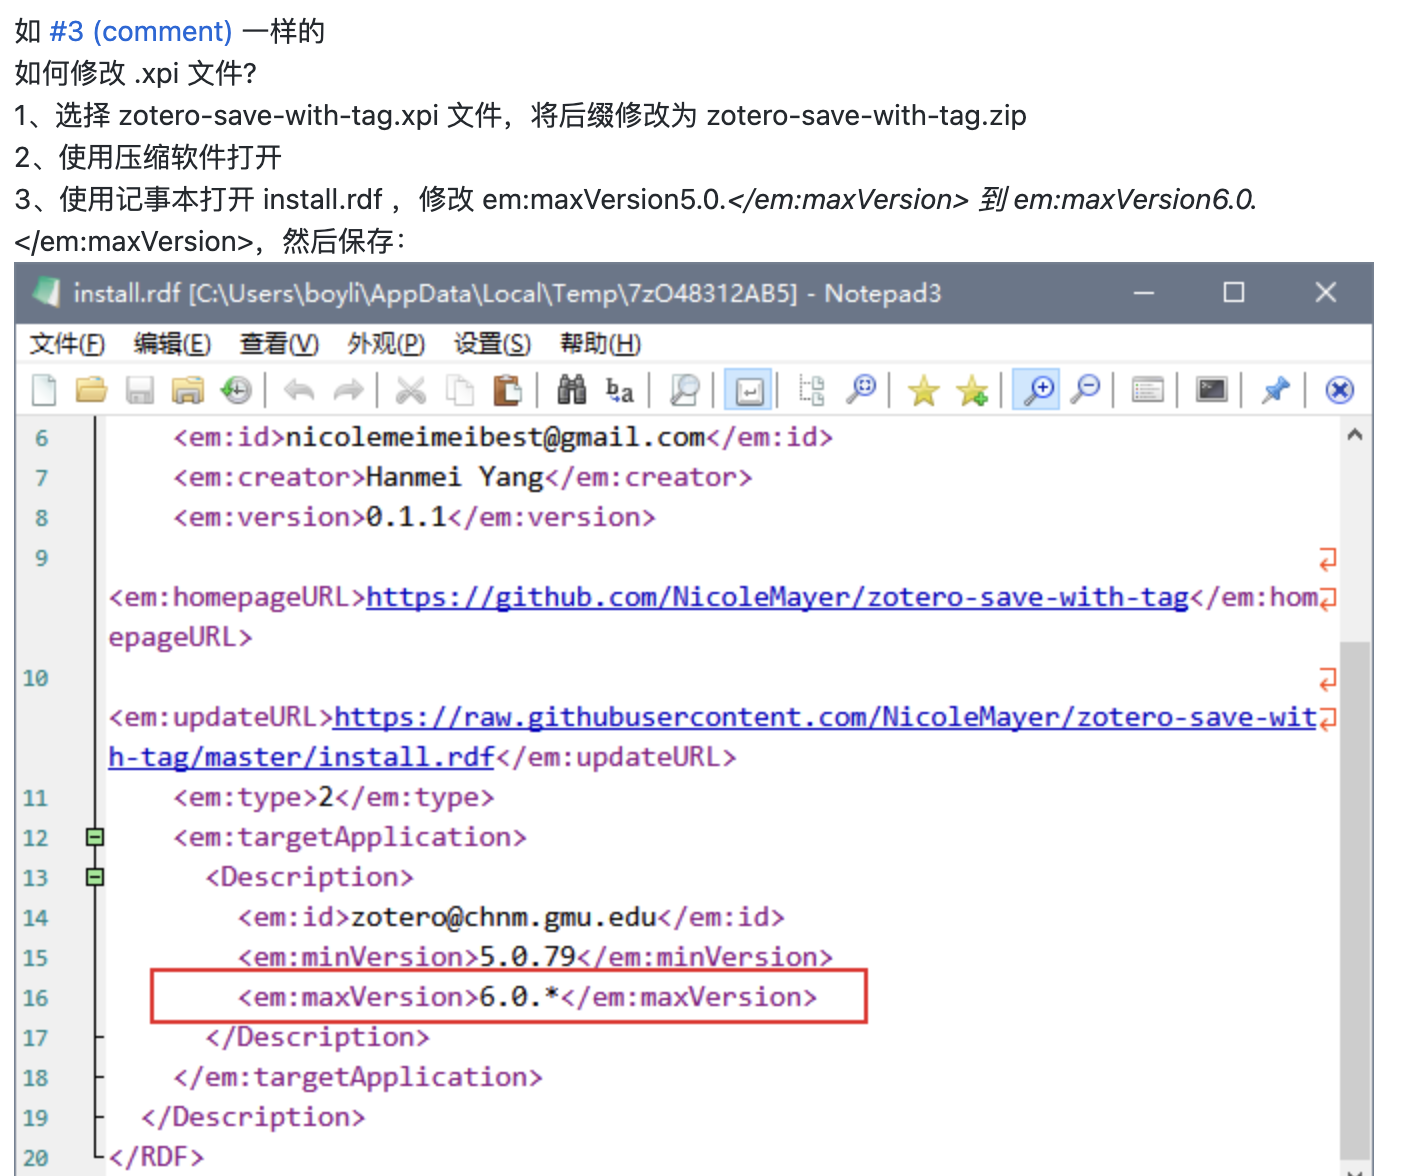 如 #3 (comment) 一样的
如何修改 .xpi 文件?
1、选择 zotero-save-with-tag.xpi 文件，将后缀修改为 zotero-save-with-tag.zip
2、使用压缩软件打开
3、使用记事本打开 install.rdf ，修改 em:maxVersion5.0.</em:maxVersion> 到 em:maxVersion6.0.
</em:maxVersion>，然后保存：
install.rdf [C:\Users\boyli\AppData\Local\Temp\7zO48312AB5] - Notepad3
文件(F) 编辑(E) 查看(V) 外观(P) 设置(S) 帮助(H)
6 <em:id>nicolemeimeibest@gmail.com</em:id>
7 <em:creator>Hanmei Yang</em:creator>
8 <em:version>0.1.1</em:version>
9
<em:homepageURL>https://github.com/NicoleMayer/zotero-save-with-tag</em:hom
epageURL>
10
<em:updateURL>https://raw.githubusercontent.com/NicoleMayer/zotero-save-wit
h-tag/master/install.rdf</em:updateURL>
11 <em:type>2</em:type>
12 <em:targetApplication>
13 <Description>
14 <em:id>zotero@chnm.gmu.edu</em:id>
15 <em:minVersion>5.0.79</em:minVersion>
16 <em:maxVersion>6.0.*</em:maxVersion>
17 </Description>
18 </em:targetApplication>
19 </Description>
20 </RDF>